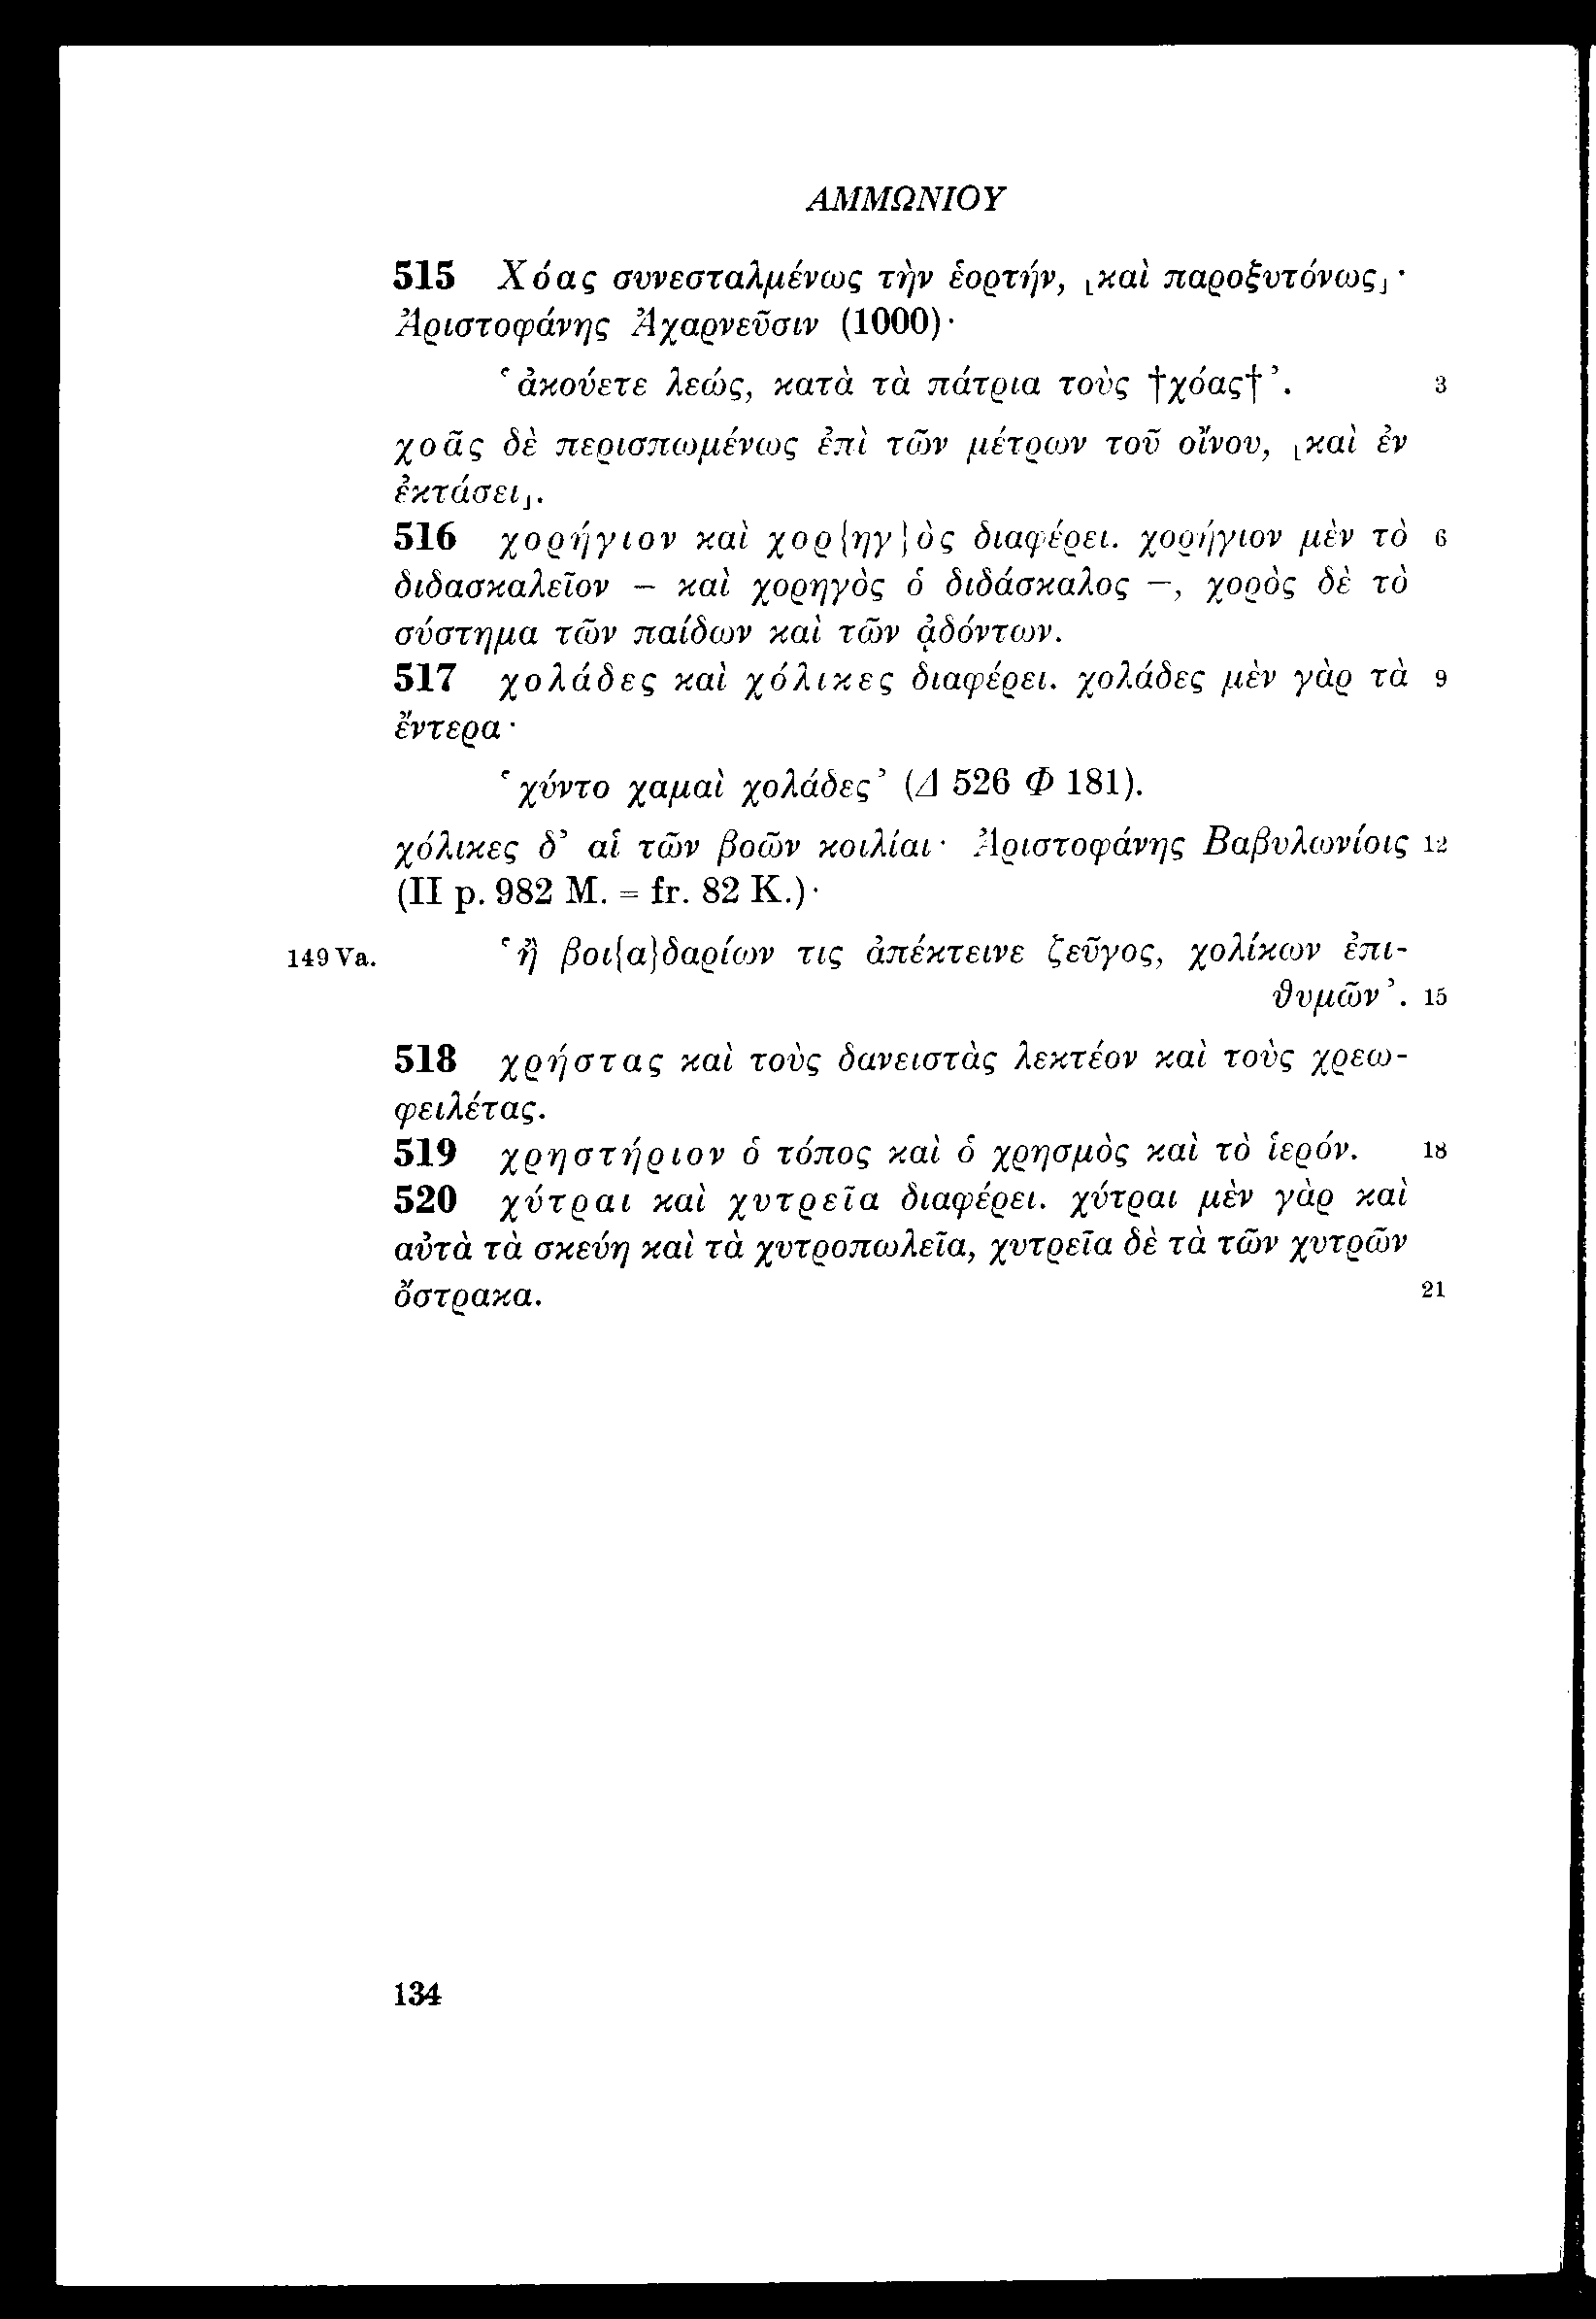 ΑΜΜΩΝΙΟΥ
515 Χόας συνεσταλμένως τὴν ἑορτήν, ⸤καὶ παροξυτόνως⸥·
Ἀριστοφάνης Ἀχαρνεῦσιν (1000)·
‘ἀκούετε λεώς, κατὰ τὰ πάτρια τοὺς †χόας†’. 3
χοᾶς δὲ περισπωμένως ἐπὶ τῶν μέτρων τοῦ οἴνου, ⸤καὶ ἐν
ἐκτάσει⸥.
516 χορήγιον καὶ χορ{ηγ}ὸς διαφέρει. χορήγιον μὲν τὸ 6
διδασκαλεῖον – καὶ χορηγὸς ὁ διδάσκαλος –, χορὸς δὲ τὸ
σύστημα τῶν παίδων καὶ τῶν ᾀδόντων.
517 χολάδες καὶ χόλικες διαφέρει. χολάδες μὲν γὰρ τὰ 9
ἔντερα·
‘χύντο χαμαὶ χολάδες’ (Δ 526 Φ 181).
χόλικες δ’ αἱ τῶν βοῶν κοιλίαι· Ἀριστοφάνης Βαβυλωνίοις 12
(II p. 982 M. = fr. 82 K.)·
149 Va. ‘ἢ βοι{α}δαρίων τις ἀπέκτεινε ζεῦγος, χολίκων ἐπι-
θυμῶν’. 15
518 χρήστας καὶ τοὺς δανειστὰς λεκτέον καὶ τοὺς χρεω-
φειλέτας.
519 χρηστήριον ὁ τόπος καὶ ὁ χρησμὸς καὶ τὸ ἱερόν. 18
520 χύτραι καὶ χυτρεῖα διαφέρει. χύτραι μὲν γὰρ καὶ
αὐτὰ τὰ σκεύη καὶ τὰ χυτροπωλεῖα, χυτρεῖα δὲ τὰ τῶν χυτρῶν
ὄστρακα. 21
134